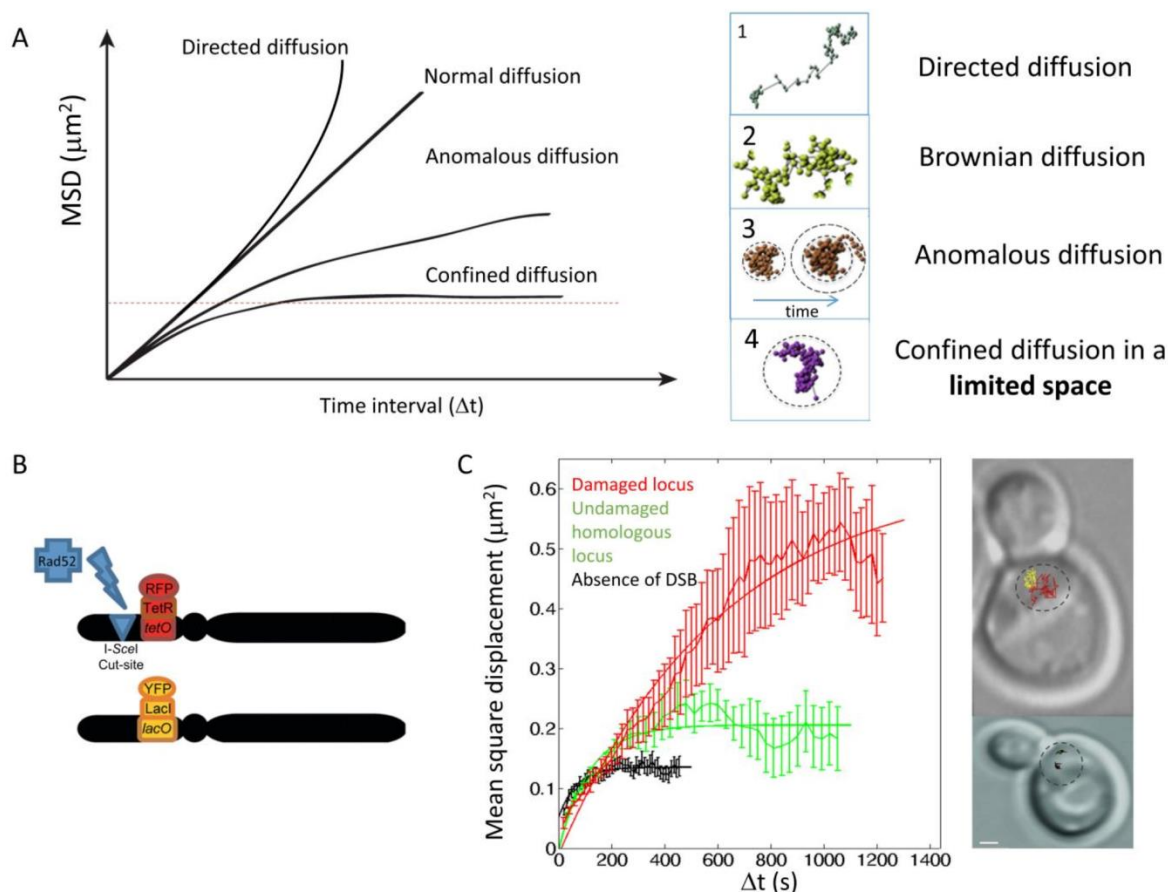 A
MSD (μm²)
Directed diffusion
Normal diffusion
Anomalous diffusion
Confined diffusion
Time interval (Δt)
1
Directed diffusion
2
Brownian diffusion
3
Anomalous diffusion
time
4
Confined diffusion in a
limited space
B
Rad52
RFP
TetR
tetO
I-SceI
Cut-site
YFP
LacI
lacO
C
Mean square displacement (μm²)
0.6
0.5
0.4
0.3
0.2
0.1
0
Damaged locus
Undamaged
homologous
locus
Absence of DSB
0 200 400 600 800 1000 1200 1400
Δt (s)